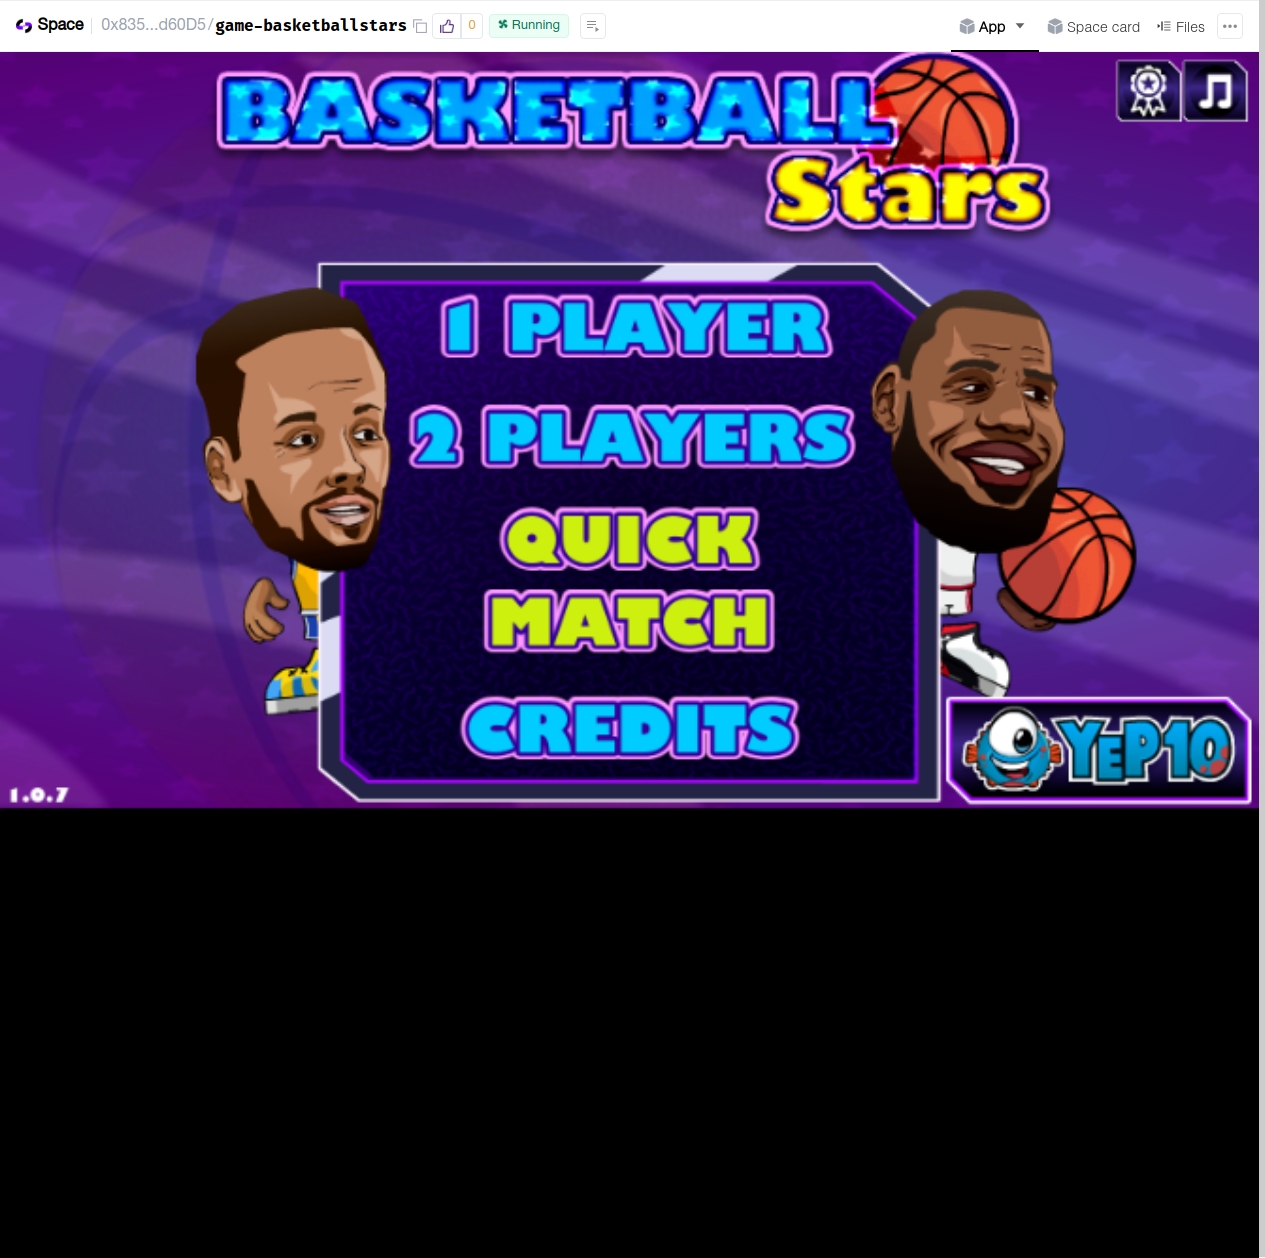 Space 0x835...d60D5/game-basketballstars 0 Running App Space card Files
BASKETBALL
Stars
1 PLAYER
2 PLAYERS
QUICK
MATCH
CREDITS
YEP10
1.0.7